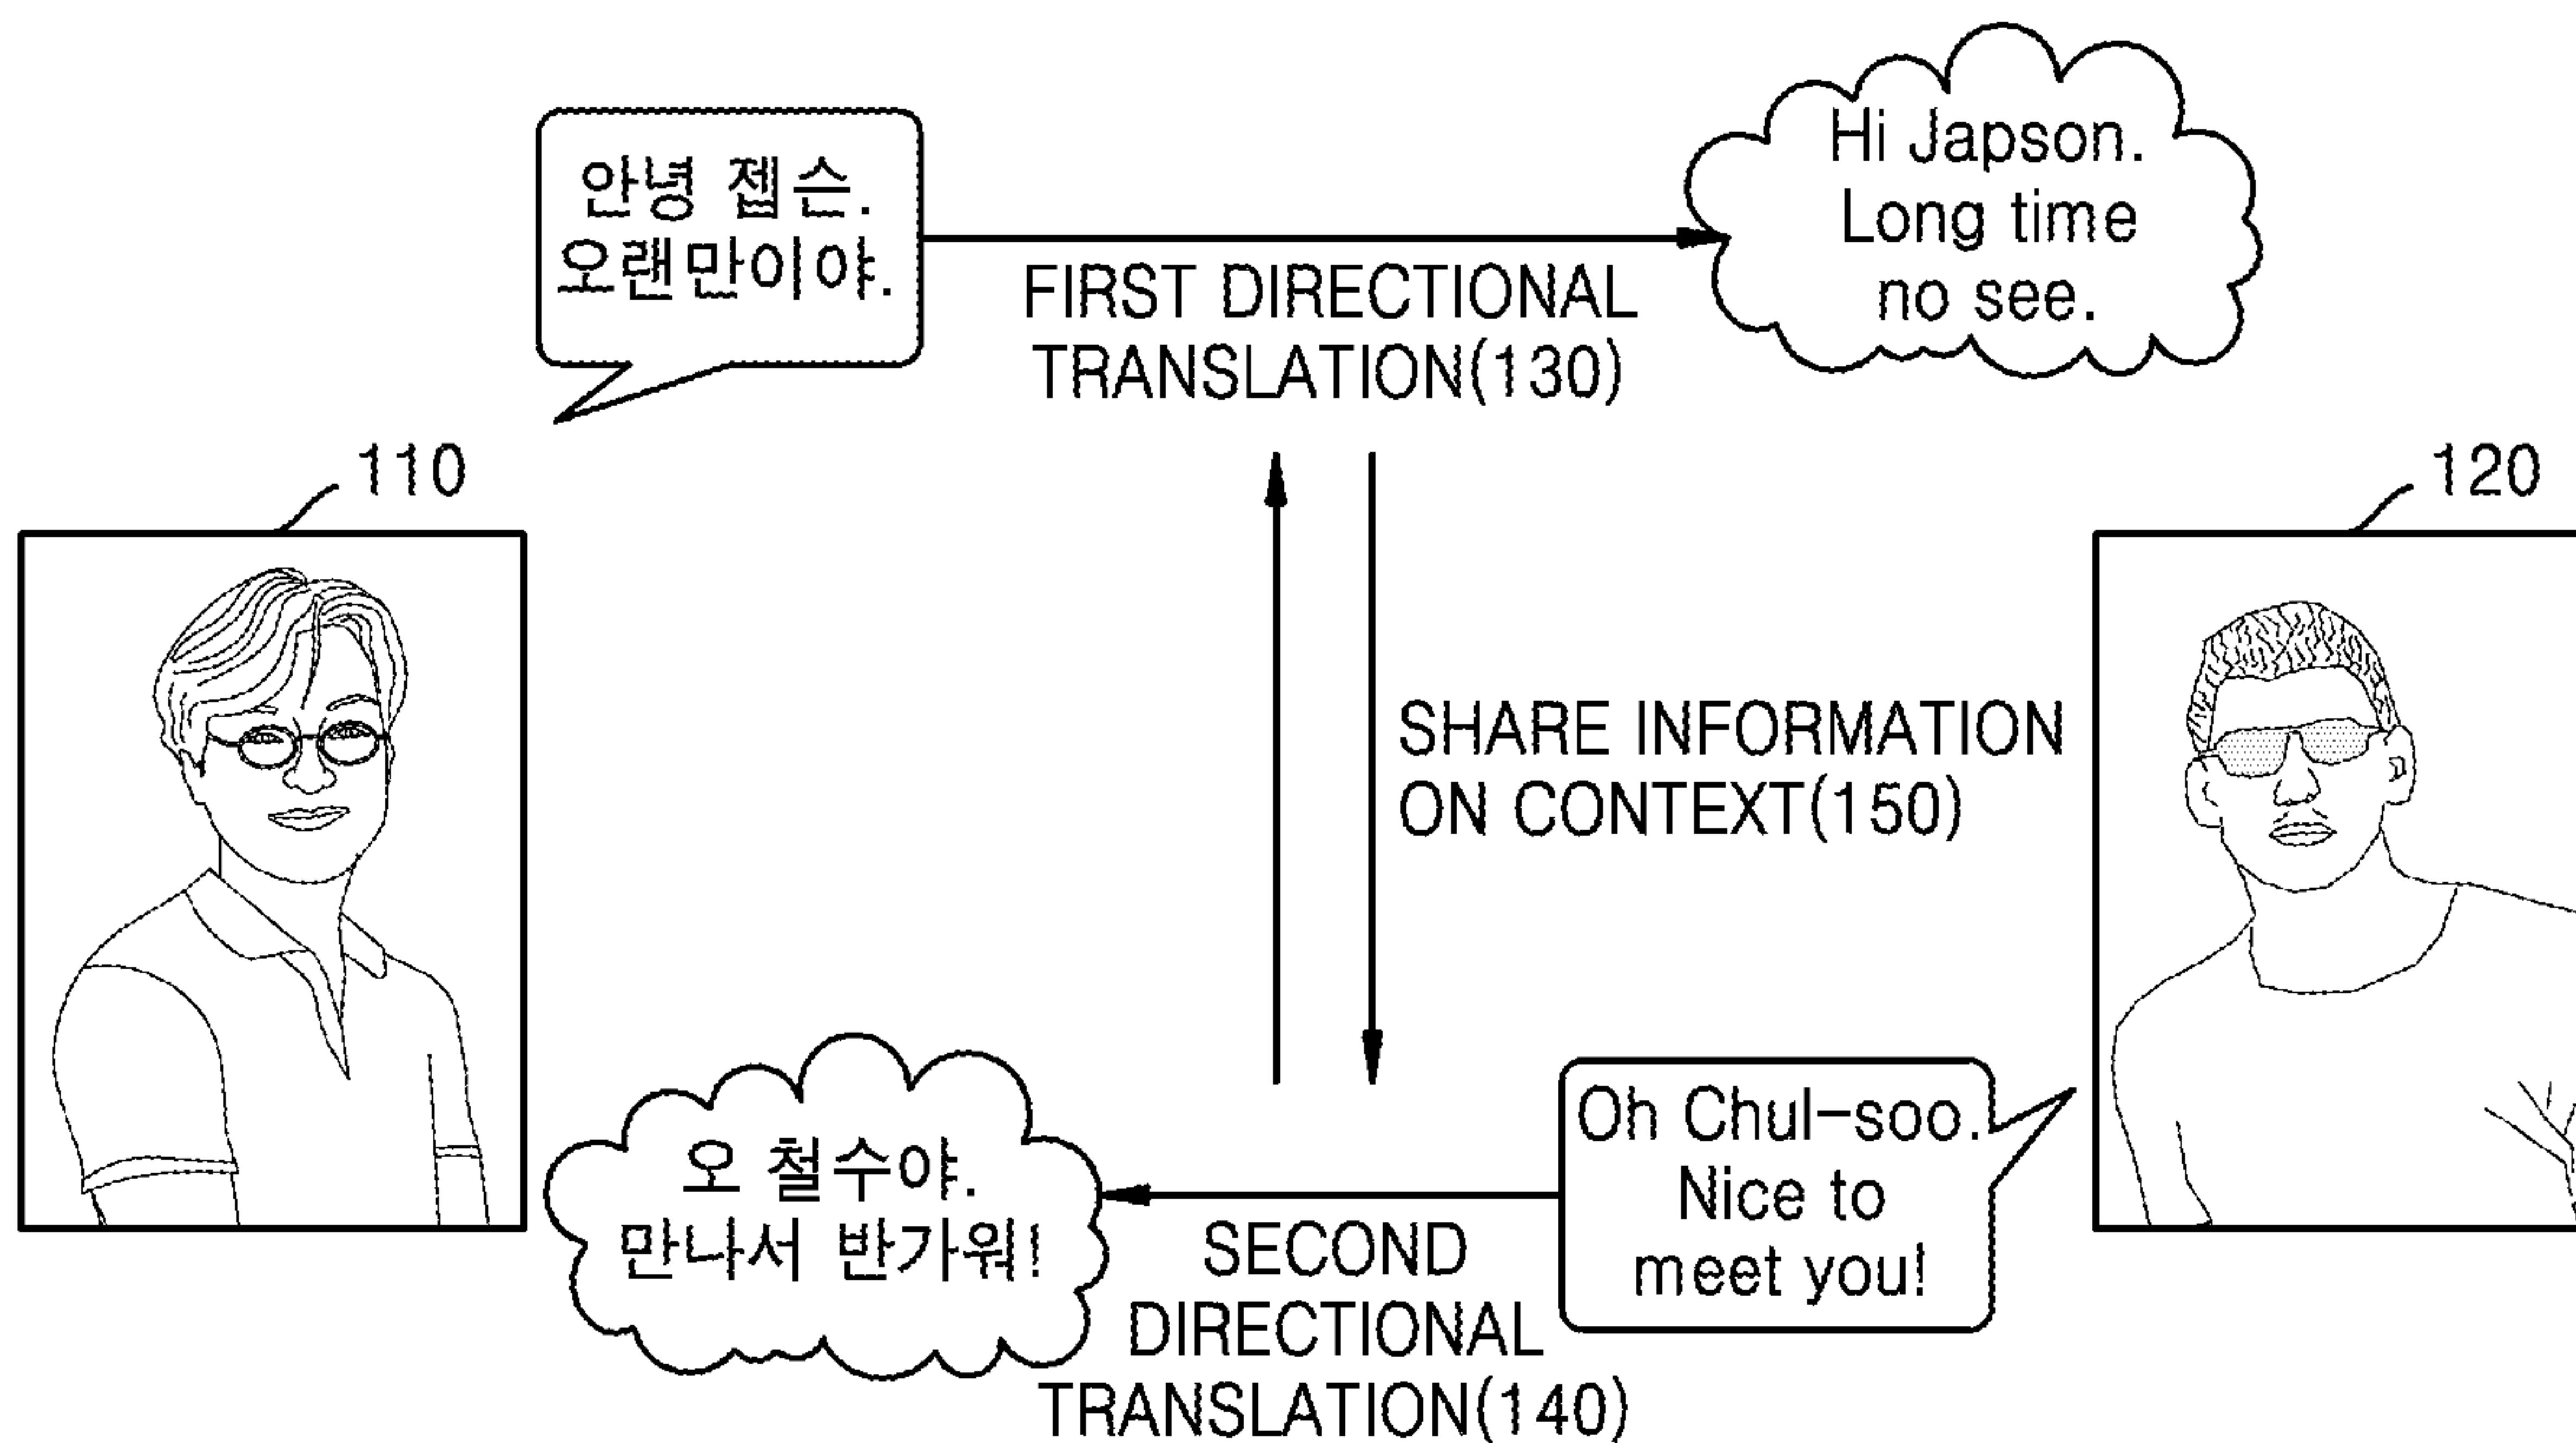 안녕 젭슨.
오랜만이야.
Hi Japson.
Long time
no see.
FIRST DIRECTIONAL
TRANSLATION(130)
110
120
SHARE INFORMATION
ON CONTEXT(150)
오 철수야.
만나서 반가워!
Oh Chul-soo.
Nice to
meet you!
SECOND
DIRECTIONAL
TRANSLATION(140)